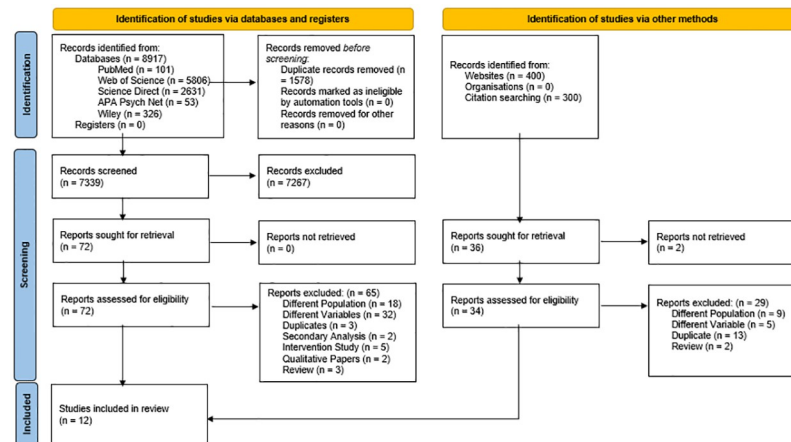 Identification of studies via databases and registers
Identification of studies via other methods
Identification
Records identified from:
Databases (n = 8917)
PubMed (n = 101)
Web of Science (n = 5806)
Science Direct (n = 2631)
APA Psych Net (n = 53)
Wiley (n = 326)
Registers (n = 0)
Records removed before
screening:
Duplicate records removed (n
= 1578)
Records marked as ineligible
by automation tools (n = 0)
Records removed for other
reasons (n = 0)
Records identified from:
Websites (n = 400)
Organisations (n = 0)
Citation searching (n = 300)
Screening
Records screened
(n = 7339)
Records excluded
(n = 7267)
Reports sought for retrieval
(n = 72)
Reports not retrieved
(n = 0)
Reports sought for retrieval
(n = 36)
Reports not retrieved
(n = 2)
Reports assessed for eligibility
(n = 72)
Reports excluded: (n = 65)
Different Population (n = 18)
Different Variables (n = 32)
Duplicates (n = 3)
Secondary Analysis (n = 2)
Intervention Study (n = 5)
Qualitative Papers (n = 2)
Review (n = 3)
Reports assessed for eligibility
(n = 34)
Reports excluded: (n = 29)
Different Population (n = 9)
Different Variable (n = 5)
Duplicate (n = 13)
Review (n = 2)
Included
Studies included in review
(n = 12)